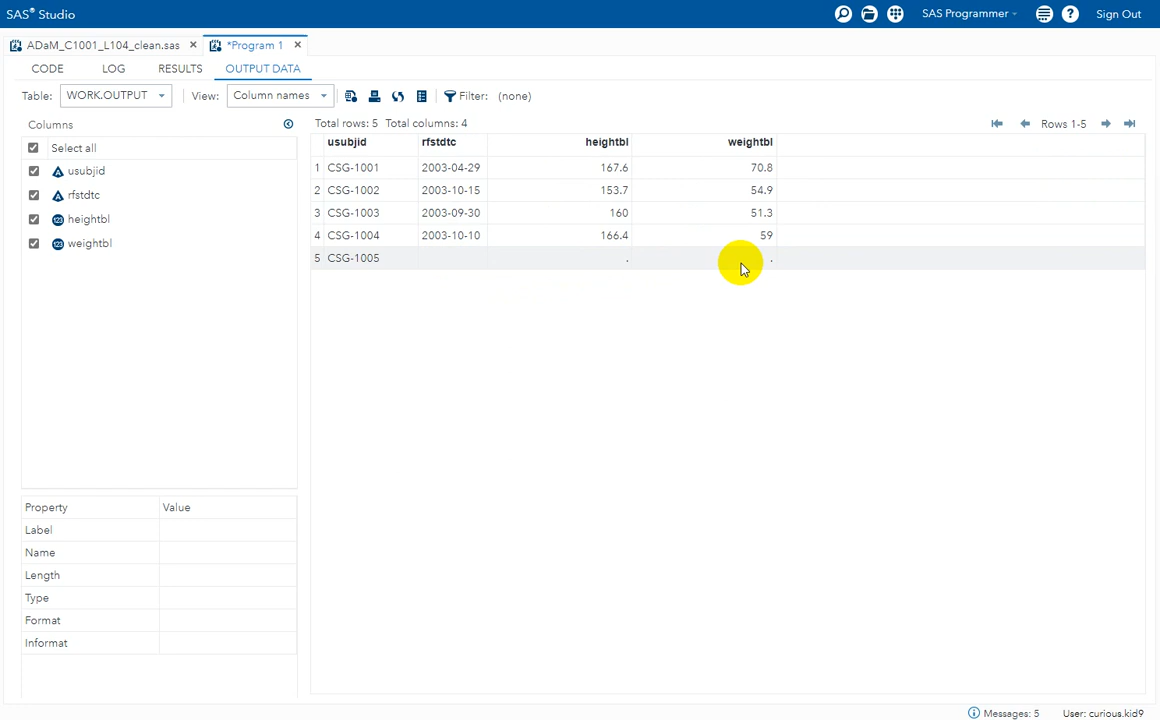 SAS® Studio
SAS Programmer
Sign Out
ADaM_C1001_L104_clean.sas
*Program 1
CODE
LOG
RESULTS
OUTPUT DATA
Table: WORK.OUTPUT View: Column names Filter: (none)
Columns
Total rows: 5 Total columns: 4
Rows 1-5
Select all
usubjid
rfstdtc
heightbl
weightbl
usubjid rfstdtc heightbl weightbl
1 CSG-1001 2003-04-29 167.6 70.8
2 CSG-1002 2003-10-15 153.7 54.9
3 CSG-1003 2003-09-30 160 51.3
4 CSG-1004 2003-10-10 166.4 59
5 CSG-1005 . .
Property Value
Label
Name
Length
Type
Format
Informat
Messages: 5 User: curious.kid9